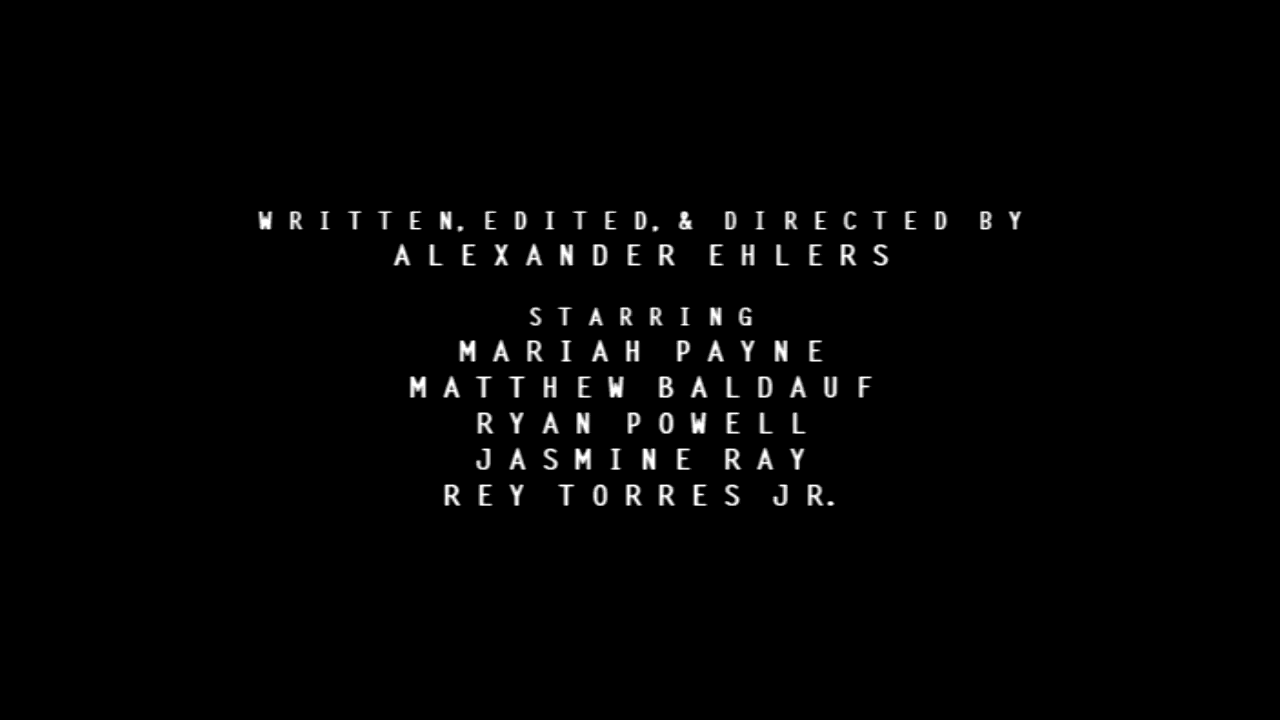 WRITTEN, EDITED, & DIRECTED BY
ALEXANDER EHLERS
STARRING
MARIAH PAYNE
MATTHEW BALDAUF
RYAN POWELL
JASMINE RAY
REY TORRES JR.